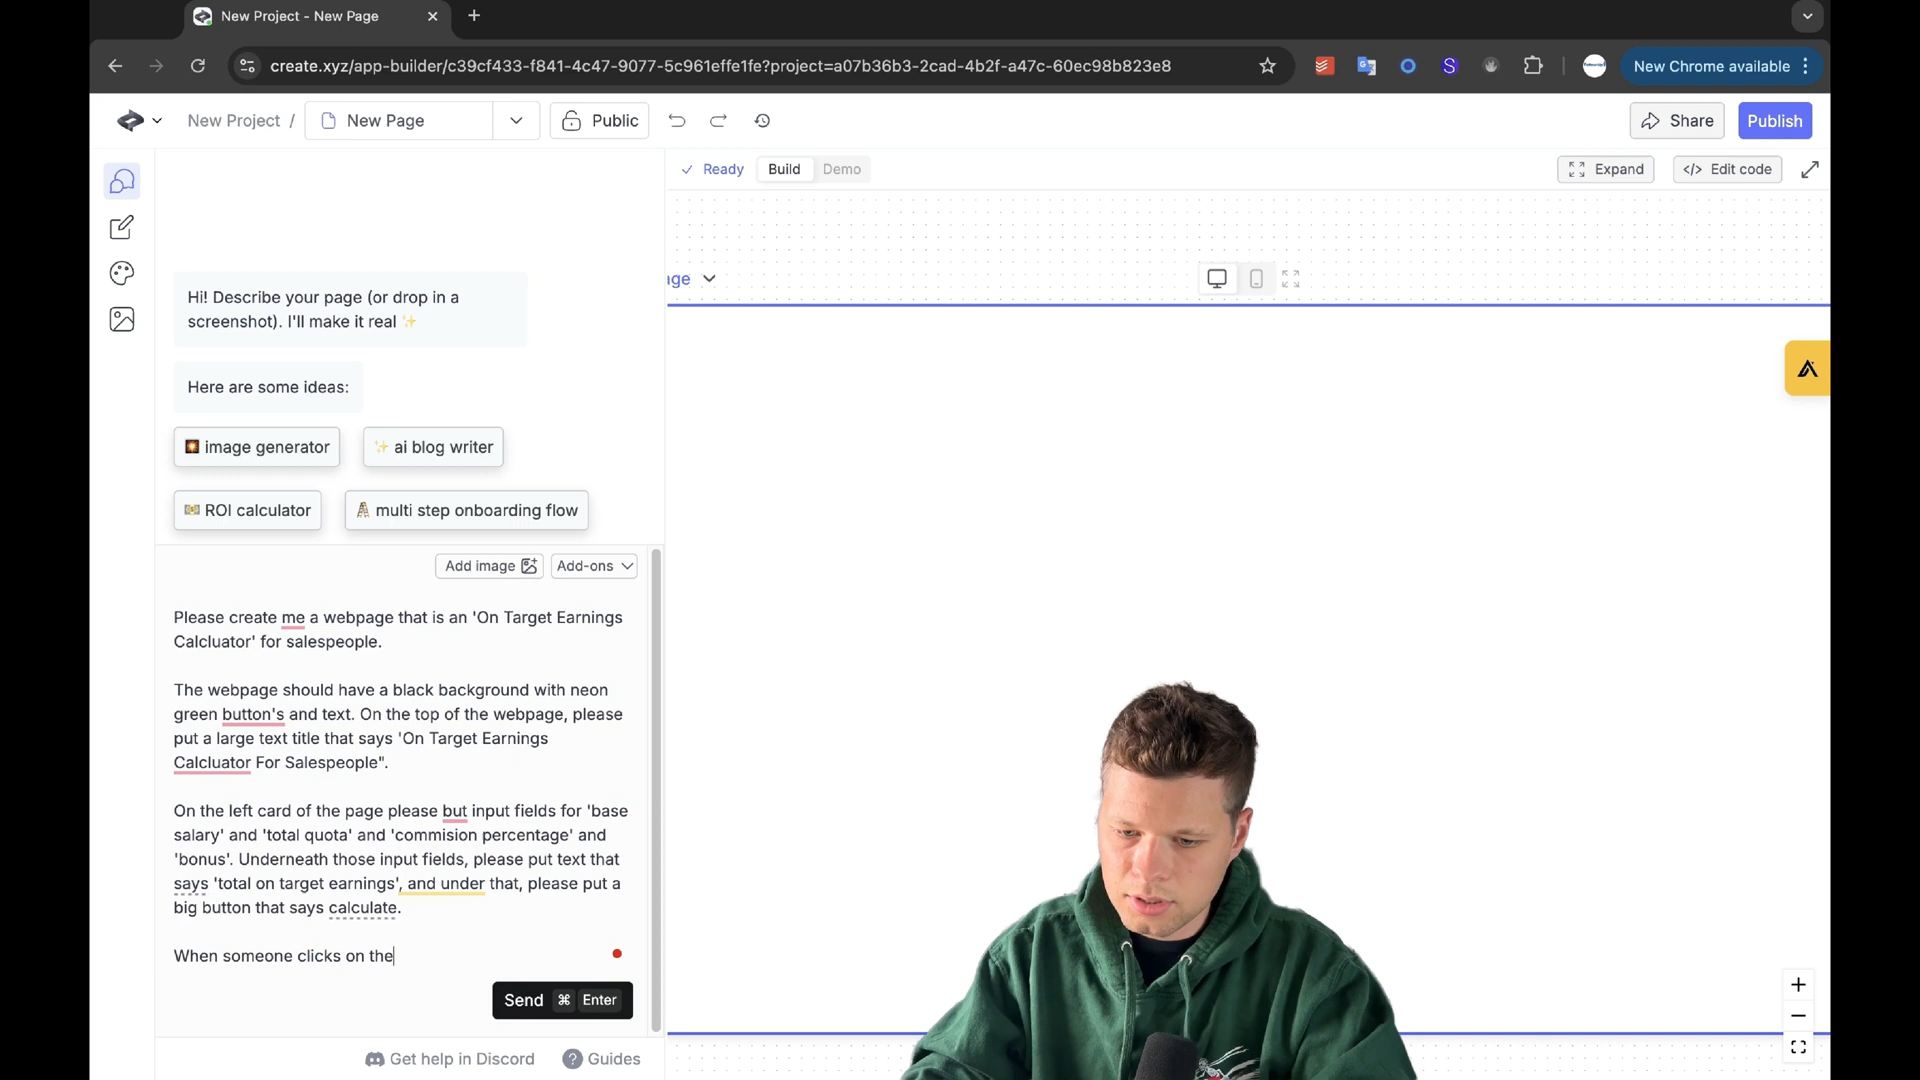 New Project - New Page
create.xyz/app-builder/c39cf433-f841-4c47-9077-5c961effe1fe?project=a07b36b3-2cad-4b2f-a47c-60ec98b823e8
New Chrome available
New Project / New Page
Public
Share
Publish
Ready
Build
Demo
Expand
Edit code
age
Hi! Describe your page (or drop in a
screenshot). I'll make it real ✨
Here are some ideas:
image generator
✨ ai blog writer
ROI calculator
multi step onboarding flow
Add image
Add-ons
Please create me a webpage that is an 'On Target Earnings
Calcluator' for salespeople.
The webpage should have a black background with neon
green button's and text. On the top of the webpage, please
put a large text title that says 'On Target Earnings
Calcluator For Salespeople".
On the left card of the page please but input fields for 'base
salary' and 'total quota' and 'commision percentage' and
'bonus'. Underneath those input fields, please put text that
says 'total on target earnings', and under that, please put a
big button that says calculate.
When someone clicks on the
Send ⌘ Enter
Get help in Discord
Guides